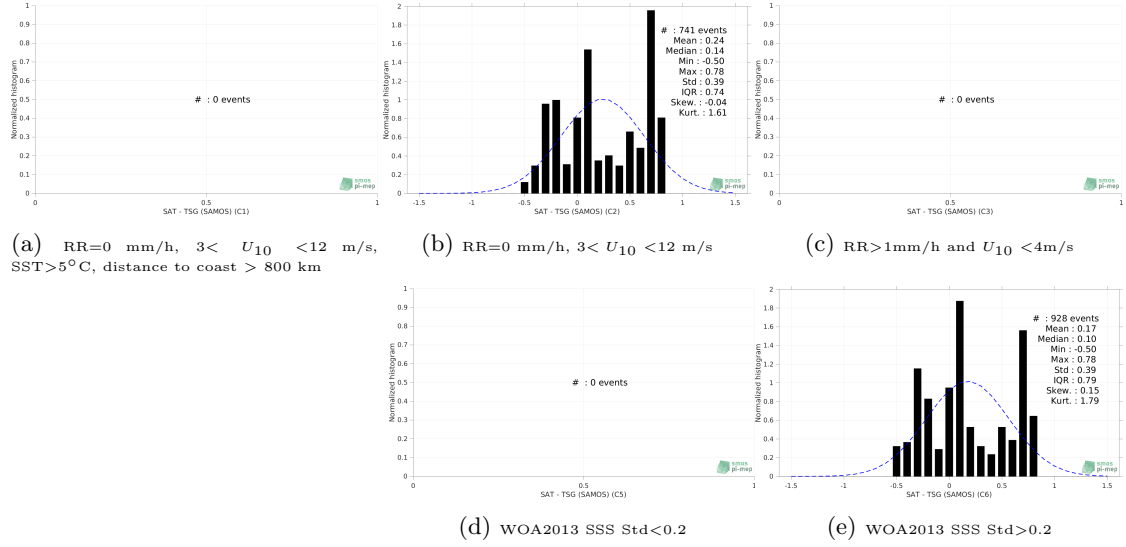 1
0.9
0.8
0.7
0.6
0.5
0.4
0.3
0.2
0.1
0
Normalized histogram
# : 0 events
0 0.5 1
SAT - TSG (SAMOS) (C1)
smos
pi-mep
(a) RR=0 mm/h, 3< U10 <12 m/s,
SST>5°C, distance to coast > 800 km
2
1.8
1.6
1.4
1.2
1
0.8
0.6
0.4
0.2
0
Normalized histogram
# : 741 events
Mean : 0.24
Median : 0.14
Min : -0.50
Max : 0.78
Std : 0.39
IQR : 0.74
Skew. : -0.04
Kurt. : 1.61
-1.5 -1 -0.5 0 0.5 1 1.5
SAT - TSG (SAMOS) (C2)
smos
pi-mep
(b) RR=0 mm/h, 3< U10 <12 m/s
1
0.9
0.8
0.7
0.6
0.5
0.4
0.3
0.2
0.1
0
Normalized histogram
# : 0 events
0 0.5 1
SAT - TSG (SAMOS) (C3)
smos
pi-mep
(c) RR>1mm/h and U10 <4m/s
1
0.9
0.8
0.7
0.6
0.5
0.4
0.3
0.2
0.1
0
Normalized histogram
# : 0 events
0 0.5 1
SAT - TSG (SAMOS) (C5)
smos
pi-mep
(d) WOA2013 SSS Std<0.2
2
1.8
1.6
1.4
1.2
1
0.8
0.6
0.4
0.2
0
Normalized histogram
# : 928 events
Mean : 0.17
Median : 0.10
Min : -0.50
Max : 0.78
Std : 0.39
IQR : 0.79
Skew. : 0.15
Kurt. : 1.79
-1.5 -1 -0.5 0 0.5 1 1.5
SAT - TSG (SAMOS) (C6)
smos
pi-mep
(e) WOA2013 SSS Std>0.2